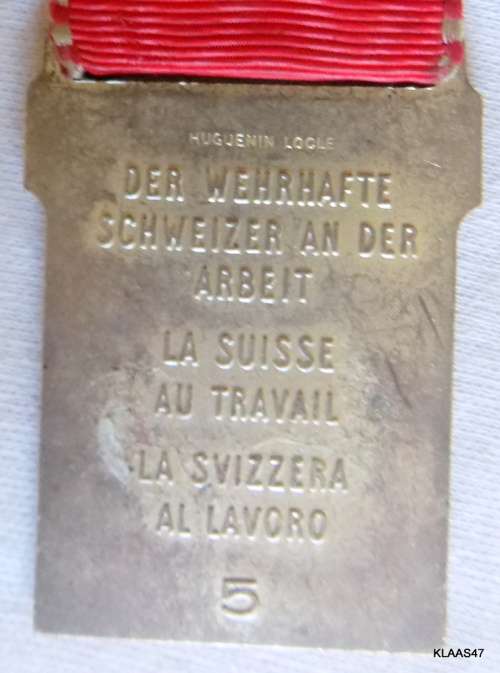 HUGUENIN LOCLE
DER WEHRHAFTE
SCHWEIZER AN DER
ARBEIT
LA SUISSE
AU TRAVAIL
LA SVIZZERA
AL LAVORO
5
KLAAS47